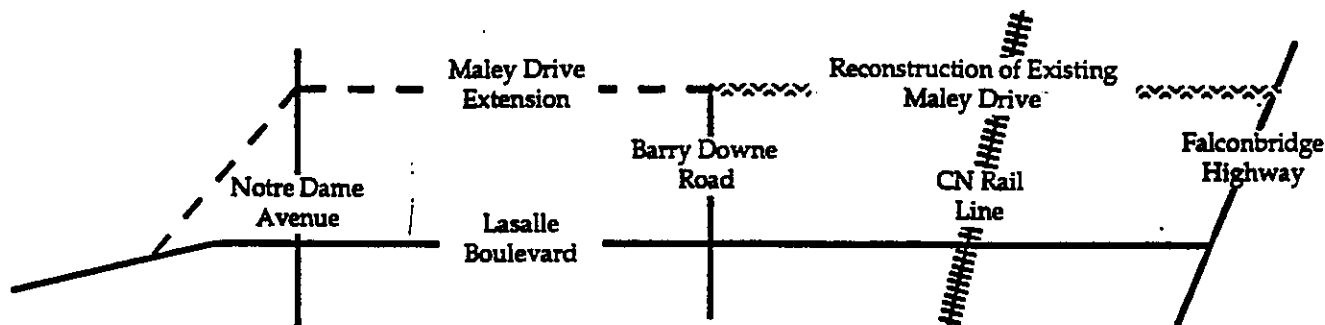 Maley Drive
Extension
Reconstruction of Existing
Maley Drive
Barry Downe
Road
Falconbridge
Highway
Notre Dame
Avenue
CN Rail
Line
Lasalle
Boulevard